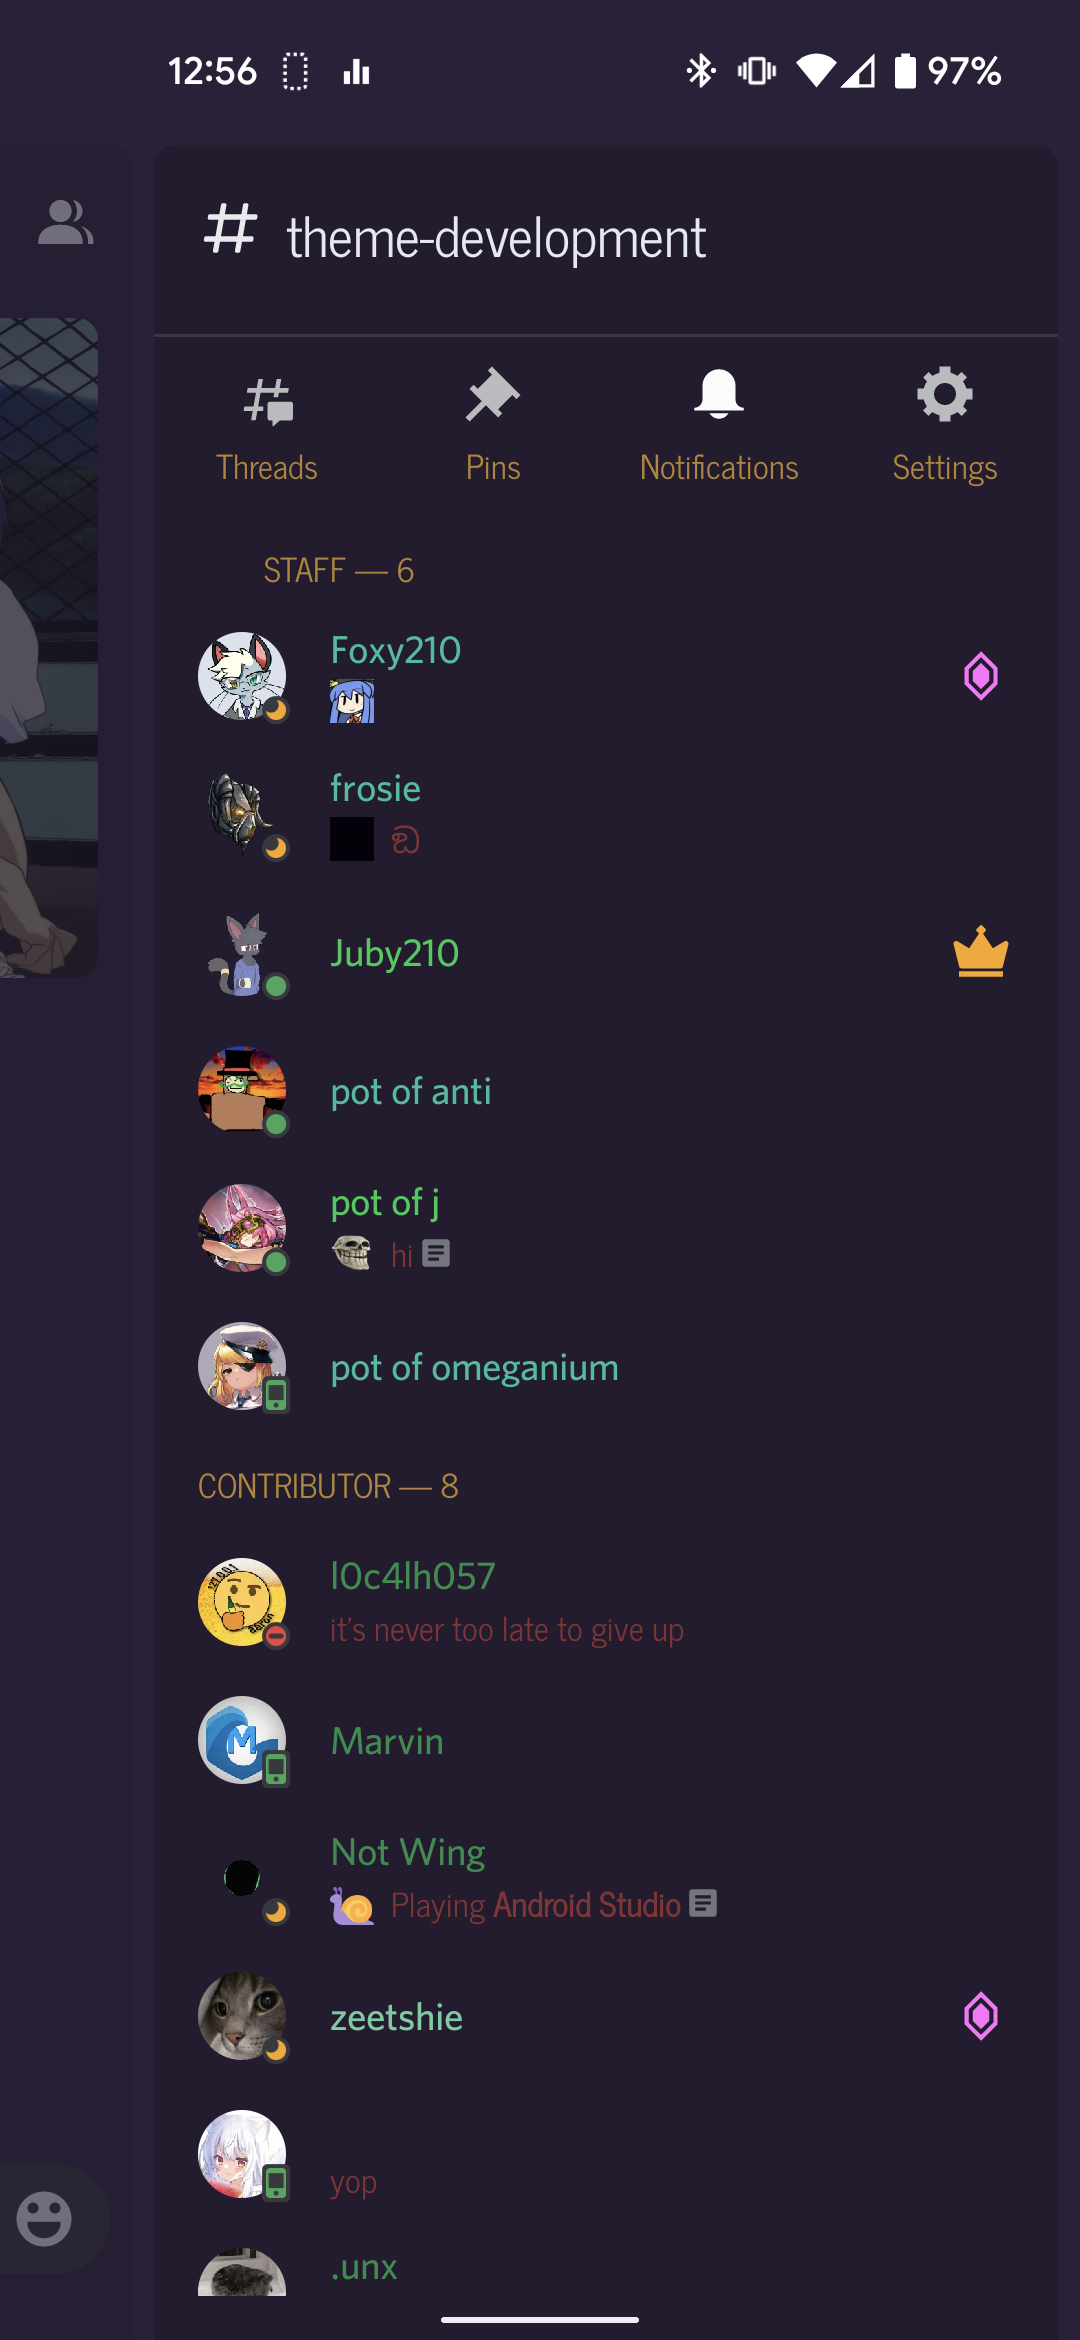 12:56
97%
theme-development
Threads
Pins
Notifications
Settings
STAFF — 6
Foxy210
frosie
Juby210
pot of anti
pot of j
hi
pot of omeganium
CONTRIBUTOR — 8
l0c4lh057
it's never too late to give up
Marvin
M
Not Wing
Playing Android Studio
zeetshie
yop
.unx